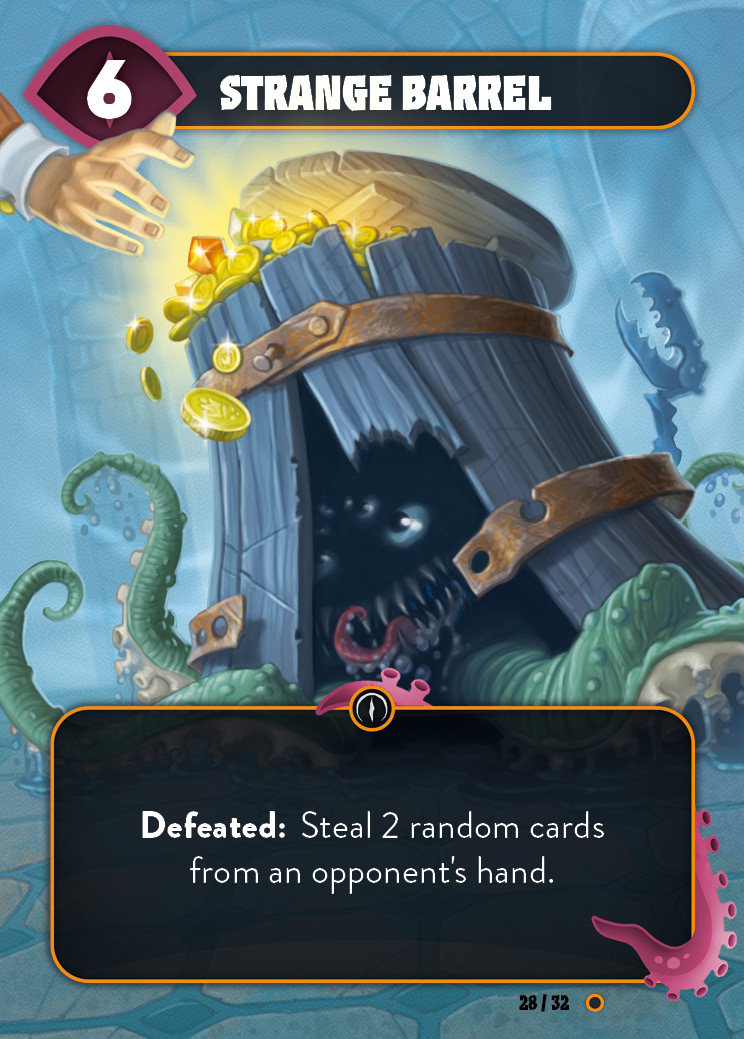 6
STRANGE BARREL
Defeated: Steal 2 random cards
from an opponent's hand.
28 / 32